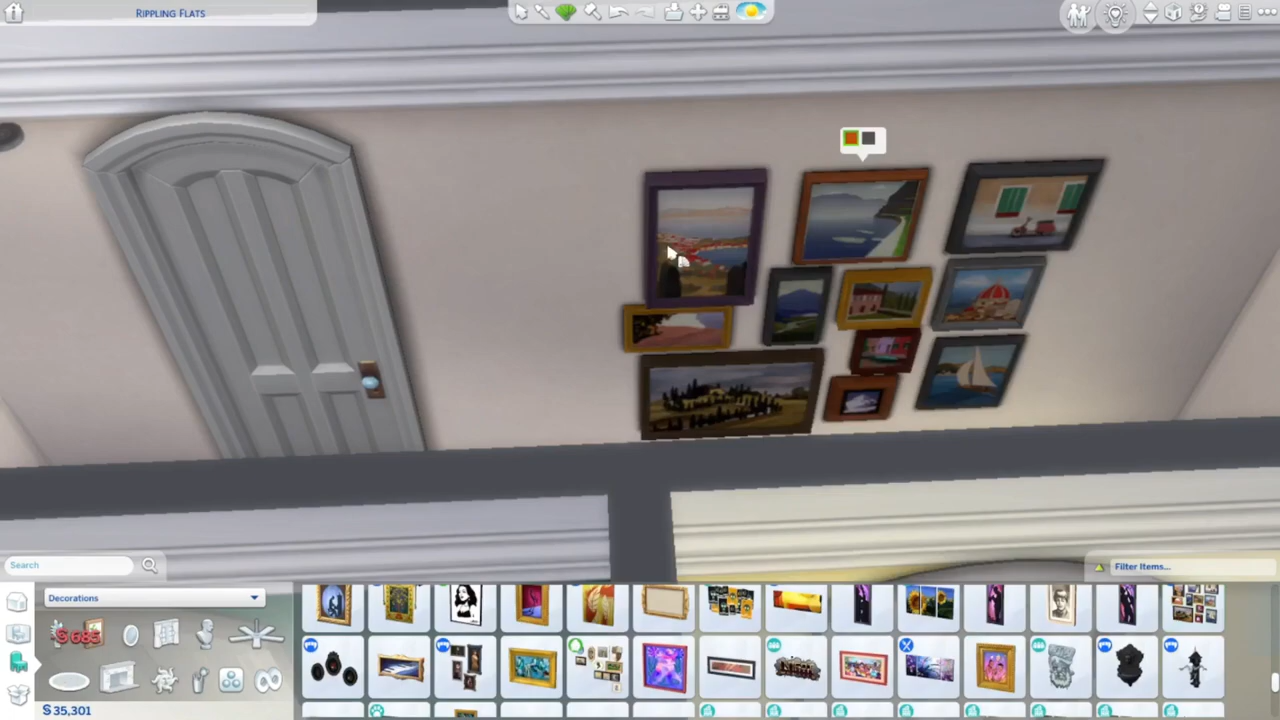 RIPPLING FLATS
Search
Filter Items...
Decorations
$685
§35,301